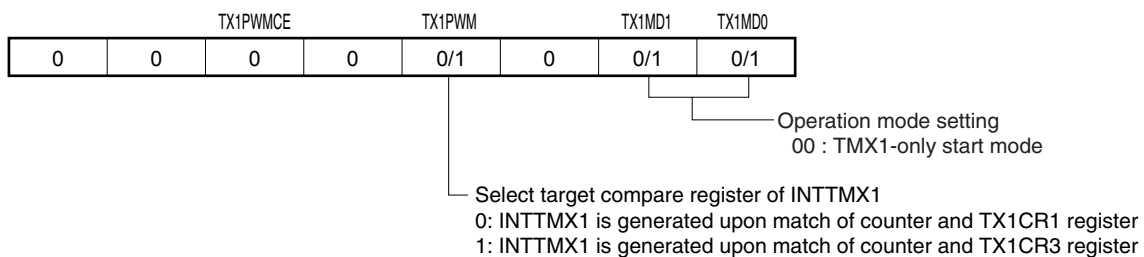 TX1PWMCE TX1PWM TX1MD1 TX1MD0
0 0 0 0 0/1 0 0/1 0/1
Operation mode setting
00 : TMX1-only start mode
Select target compare register of INTTMX1
0: INTTMX1 is generated upon match of counter and TX1CR1 register
1: INTTMX1 is generated upon match of counter and TX1CR3 register